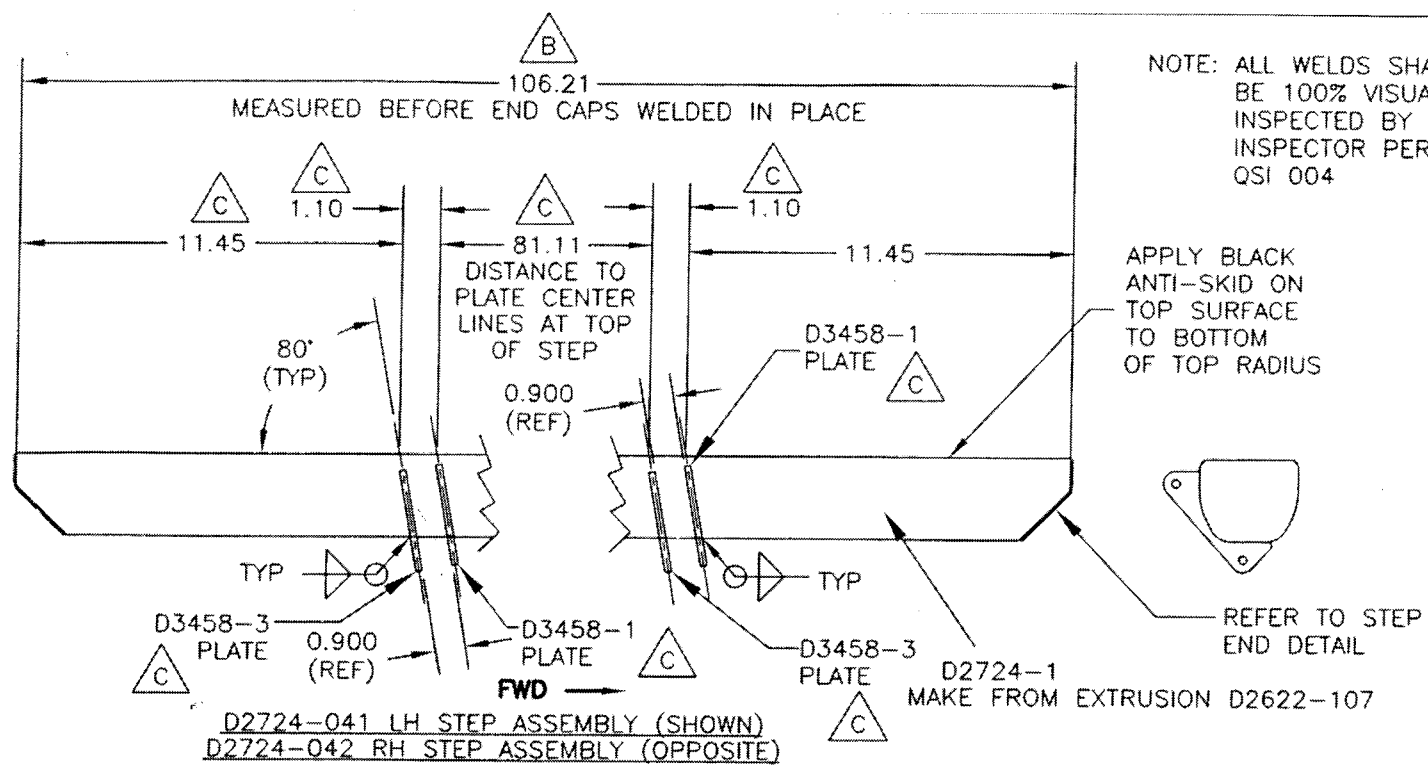 B
106.21
MEASURED BEFORE END CAPS WELDED IN PLACE
NOTE: ALL WELDS
BE 100%
INSPECTED BY
INSPECTOR PER
QSI 004
C
C
C
C
1.10
1.10
11.45
81.11
11.45
DISTANCE TO
PLATE CENTER
LINES AT TOP
OF STEP
APPLY BLACK
ANTI-SKID ON
TOP SURFACE
TO BOTTOM
OF TOP RADIUS
80°
(TYP)
0.900
(REF)
D3458-1
PLATE
C
TYP
TYP
D3458-3
PLATE
C
0.900
(REF)
D3458-1
PLATE
C
D3458-3
PLATE
C
D2724-1
MAKE FROM EXTRUSION D2622-107
REFER TO STEP
END DETAIL
FWD
D2724-041 LH STEP ASSEMBLY (SHOWN)
D2724-042 RH STEP ASSEMBLY (OPPOSITE)